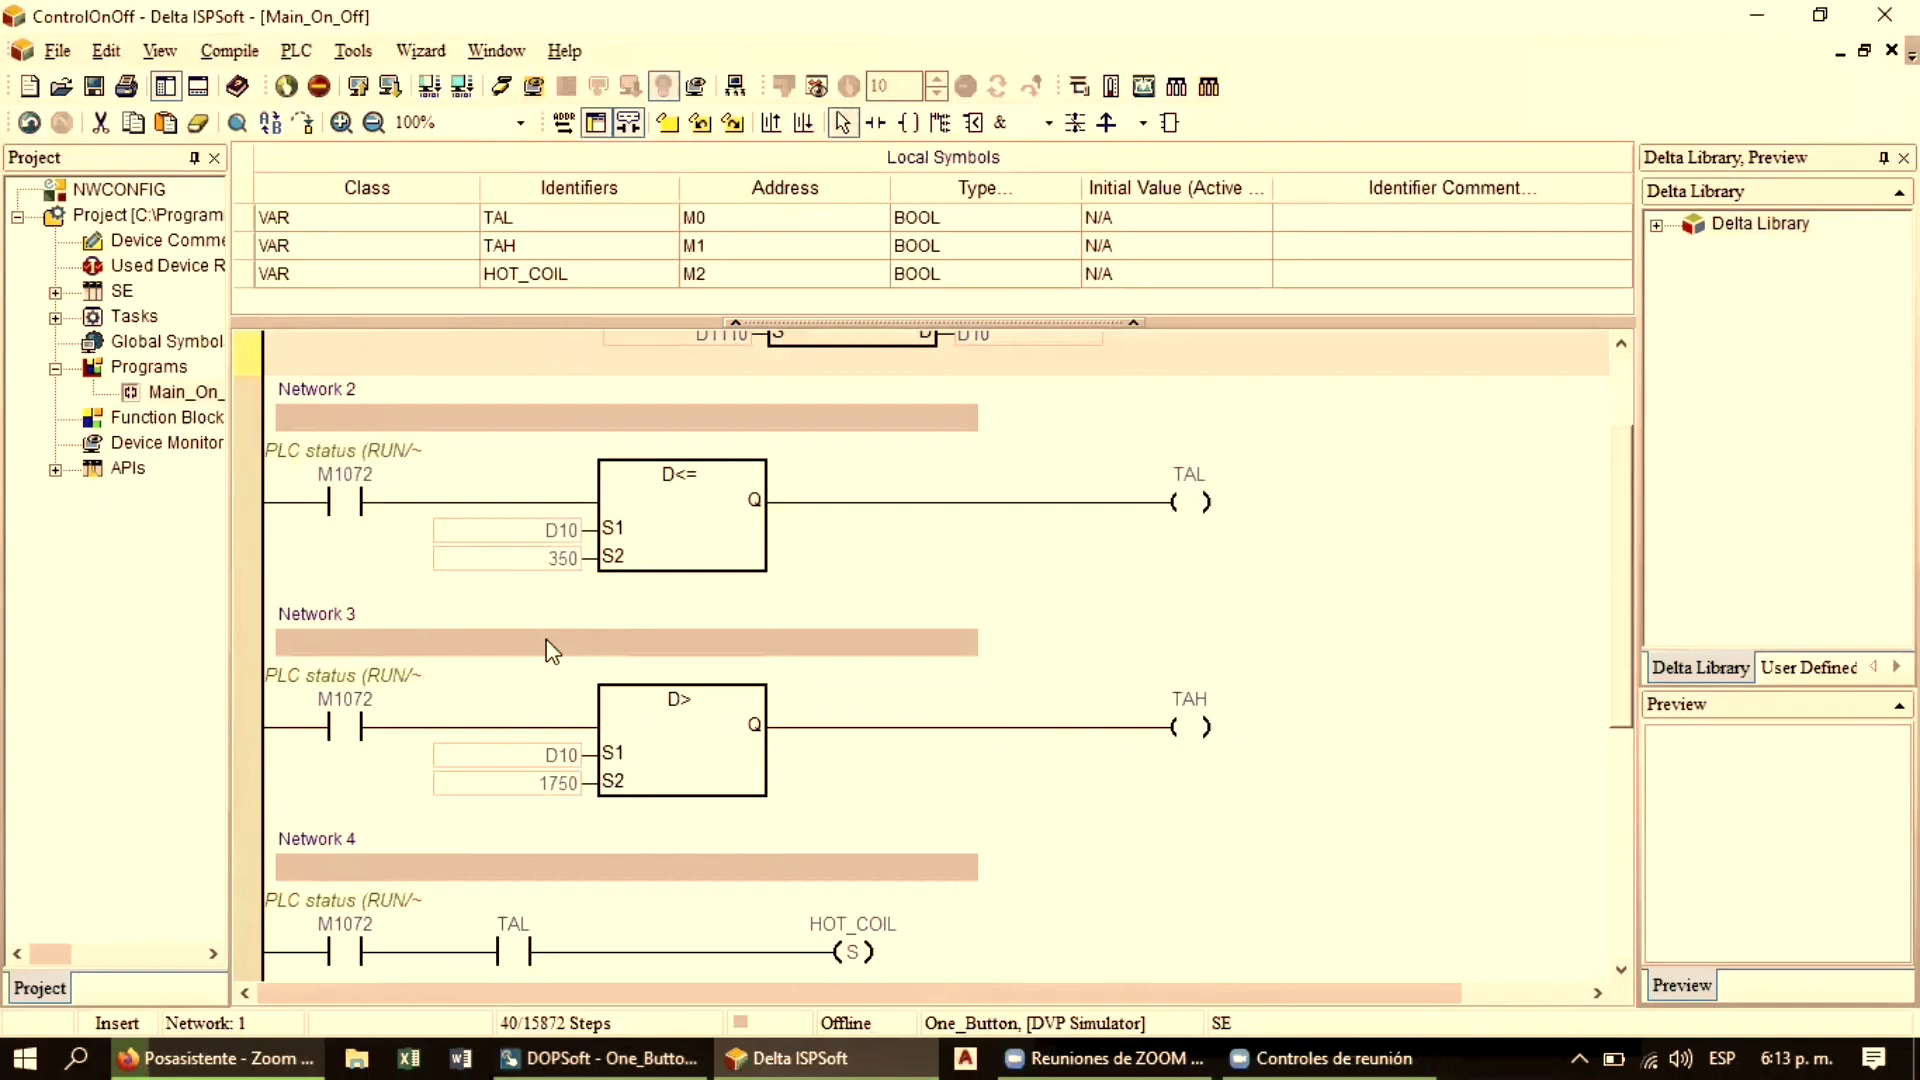 ControlOnOff - Delta ISPSoft - [Main_On_Off]
File Edit View Compile PLC Tools Wizard Window Help
10
100%
ADDR
&
Project
NWCONFIG
Project [C:\Program
Device Comme
Used Device R
SE
Tasks
Global Symbol
Programs
Main_On_
Function Block
Device Monitor
APIs
Project
Local Symbols
Class Identifiers Address Type... Initial Value (Active ... Identifier Comment...
VAR TAL M0 BOOL N/A
VAR TAH M1 BOOL N/A
VAR HOT_COIL M2 BOOL N/A
D1110 S D D10
Network 2
PLC status (RUN/~
M1072 D<= TAL
Q
D10 S1
350 S2
Network 3
PLC status (RUN/~
M1072 D> TAH
Q
D10 S1
1750 S2
Network 4
PLC status (RUN/~
M1072 TAL HOT_COIL
S
Delta Library, Preview
Delta Library
Delta Library
Delta Library User Defined
Preview
Preview
Insert Network: 1 40/15872 Steps Offline One_Button, [DVP Simulator] SE
Posasistente - Zoom ... DOPSoft - One_Butto... Delta ISPSoft Reuniones de ZOOM ... Controles de reunión ESP 6:13 p. m.